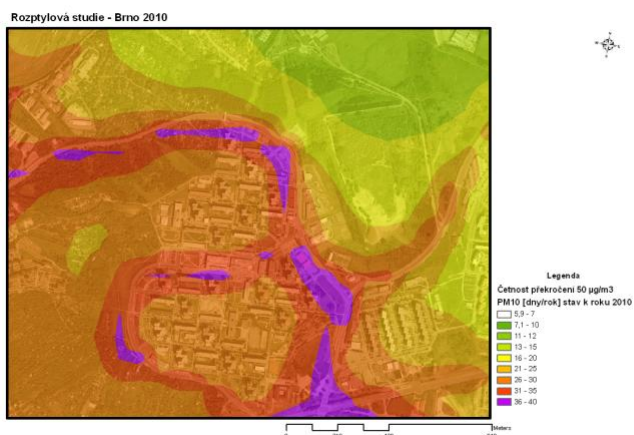 Rozptylová studie - Brno 2010
Legenda
Četnost překročení 50 µg/m3
PM10 [dny/rok] stav k roku 2010
5,9 - 7
7,1 - 10
11 - 12
13 - 15
16 - 20
21 - 25
26 - 30
31 - 35
36 - 40
Meters